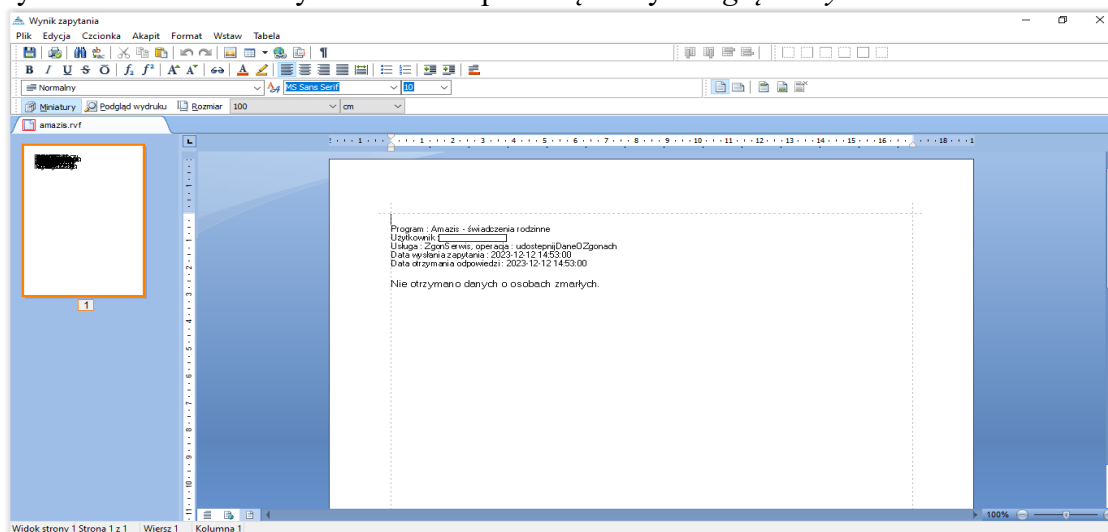 Wynik zapytania
Plik Edycja Czcionka Akapit Format Wstaw Tabela
Normalny MS Sans Serif 10
Miniatury Podgląd wydruku Rozmiar 100 cm
amazis.rvf
Program : Amazis - świadczenia rodzinne
Użytkownik :
Usługa : ZgonSerwis, operacja : udostepnijDaneOZgonach
Data wysłania zapytania : 2023-12-12 14:53:00
Data otrzymania odpowiedzi : 2023-12-12 14:53:00
Nie otrzymano danych o osobach zmarłych.
1
100%
Widok strony 1 Strona 1 z 1 Wiersz 1 Kolumna 1